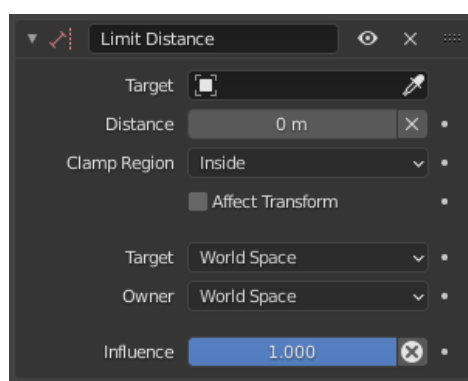 Limit Distance
Target
Distance 0 m
Clamp Region Inside
Affect Transform
Target World Space
Owner World Space
Influence 1.000